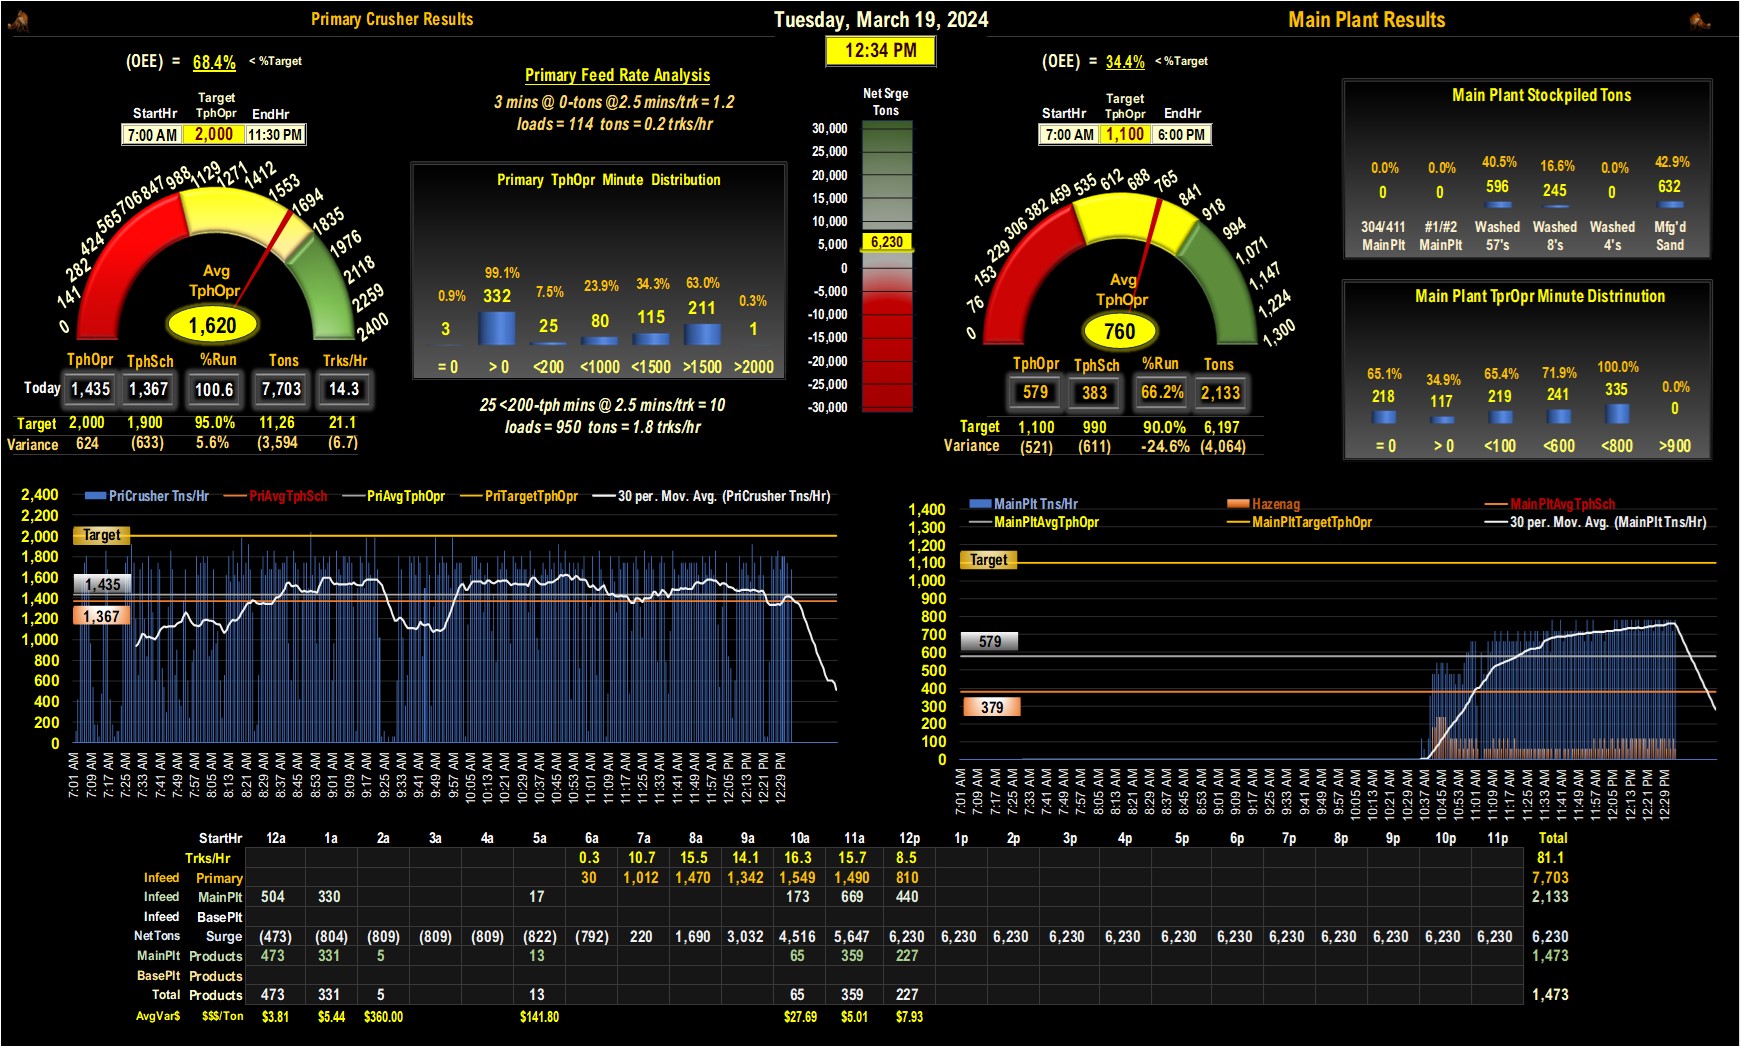 Primary Crusher Results
Tuesday, March 19, 2024
Main Plant Results
12:34 PM
(OEE) = 68.4% < %Target
Target
StartHr TphOpr EndHr
7:00 AM 2,000 11:30 PM
0 141 282 424 565 706 847 988 1129 1271 1412 1553 1694 1835 1976 2118 2259 2400
Avg
TphOpr
1,620
TphOpr TphSch %Run Tons Trks/Hr
Today 1,435 1,367 100.6 7,703 14.3
Target 2,000 1,900 95.0% 11,26 21.1
Variance 624 (633) 5.6% (3,594 (6.7)
Primary Feed Rate Analysis
3 mins @ 0-tons @2.5 mins/trk = 1.2
loads = 114 tons = 0.2 trks/hr
Primary TphOpr Minute Distribution
0.9% 99.1% 7.5% 23.9% 34.3% 63.0% 0.3%
3 332 25 80 115 211 1
= 0 > 0 <200 <1000 <1500 >1500 >2000
25 <200-tph mins @ 2.5 mins/trk = 10
loads = 950 tons = 1.8 trks/hr
Net Srge
Tons
30,000
25,000
20,000
15,000
10,000
5,000
0
-5,000
-10,000
-15,000
-20,000
-25,000
-30,000
6,230
(OEE) = 34.4% < %Target
Target
StartHr TphOpr EndHr
7:00 AM 1,100 6:00 PM
0 76 153 229 306 382 459 535 612 688 765 841 918 994 1,071 1,147 1,224 1,300
Avg
TphOpr
760
TphOpr TphSch %Run Tons
579 383 66.2% 2,133
Target 1,100 990 90.0% 6,197
Variance (521) (611) -24.6% (4,064)
Main Plant Stockpiled Tons
0.0% 0.0% 40.5% 16.6% 0.0% 42.9%
0 0 596 245 0 632
304/411 #1/#2 Washed Washed Washed Mfg'd
MainPlt MainPlt 57's 8's 4's Sand
Main Plant TprOpr Minute Distrinution
65.1% 34.9% 65.4% 71.9% 100.0% 0.0%
218 117 219 241 335 0
= 0 > 0 <100 <600 <800 >900
PriCrusher Tns/Hr PriAvgTphSch PriAvgTphOpr PriTargetTphOpr 30 per. Mov. Avg. (PriCrusher Tns/Hr)
2,400
2,200
2,000
1,800
1,600
1,400
1,200
1,000
800
600
400
200
0
Target
1,435
1,367
7:01 AM 7:09 AM 7:17 AM 7:25 AM 7:33 AM 7:41 AM 7:49 AM 7:57 AM 8:05 AM 8:13 AM 8:21 AM 8:29 AM 8:37 AM 8:45 AM 8:53 AM 9:01 AM 9:09 AM 9:17 AM 9:25 AM 9:33 AM 9:41 AM 9:49 AM 9:57 AM 10:05 AM 10:13 AM 10:21 AM 10:29 AM 10:37 AM 10:45 AM 10:53 AM 11:01 AM 11:09 AM 11:17 AM 11:25 AM 11:33 AM 11:41 AM 11:49 AM 11:57 AM 12:05 PM 12:13 PM 12:21 PM 12:29 PM
MainPlt Tns/Hr Hazenag MainPltAvgTphSch
MainPltAvgTphOpr MainPltTargetTphOpr 30 per. Mov. Avg. (MainPlt Tns/Hr)
1,400
1,300
1,200
1,100
1,000
900
800
700
600
500
400
300
200
100
0
Target
579
379
7:01 AM 7:09 AM 7:17 AM 7:25 AM 7:33 AM 7:41 AM 7:49 AM 7:57 AM 8:05 AM 8:13 AM 8:21 AM 8:29 AM 8:37 AM 8:45 AM 8:53 AM 9:01 AM 9:09 AM 9:17 AM 9:25 AM 9:33 AM 9:41 AM 9:49 AM 9:57 AM 10:05 AM 10:13 AM 10:21 AM 10:29 AM 10:37 AM 10:45 AM 10:53 AM 11:01 AM 11:09 AM 11:17 AM 11:25 AM 11:33 AM 11:41 AM 11:49 AM 11:57 AM 12:05 PM 12:13 PM 12:21 PM 12:29 PM
StartHr 12a 1a 2a 3a 4a 5a 6a 7a 8a 9a 10a 11a 12p 1p 2p 3p 4p 5p 6p 7p 8p 9p 10p 11p Total
Trks/Hr 0.3 10.7 15.5 14.1 16.3 15.7 8.5 81.1
Infeed Primary 30 1,012 1,470 1,342 1,549 1,490 810 7,703
Infeed MainPlt 504 330 17 173 669 440 2,133
Infeed BasePlt
NetTons Surge (473) (804) (809) (809) (809) (822) (792) 220 1,690 3,032 4,516 5,647 6,230 6,230 6,230 6,230 6,230 6,230 6,230 6,230 6,230 6,230 6,230 6,230 6,230
MainPlt Products 473 331 5 13 65 359 227 1,473
BasePlt Products
Total Products 473 331 5 13 65 359 227 1,473
AvgVar$ $$$/Ton $3.81 $5.44 $360.00 $141.80 $27.69 $5.01 $7.93